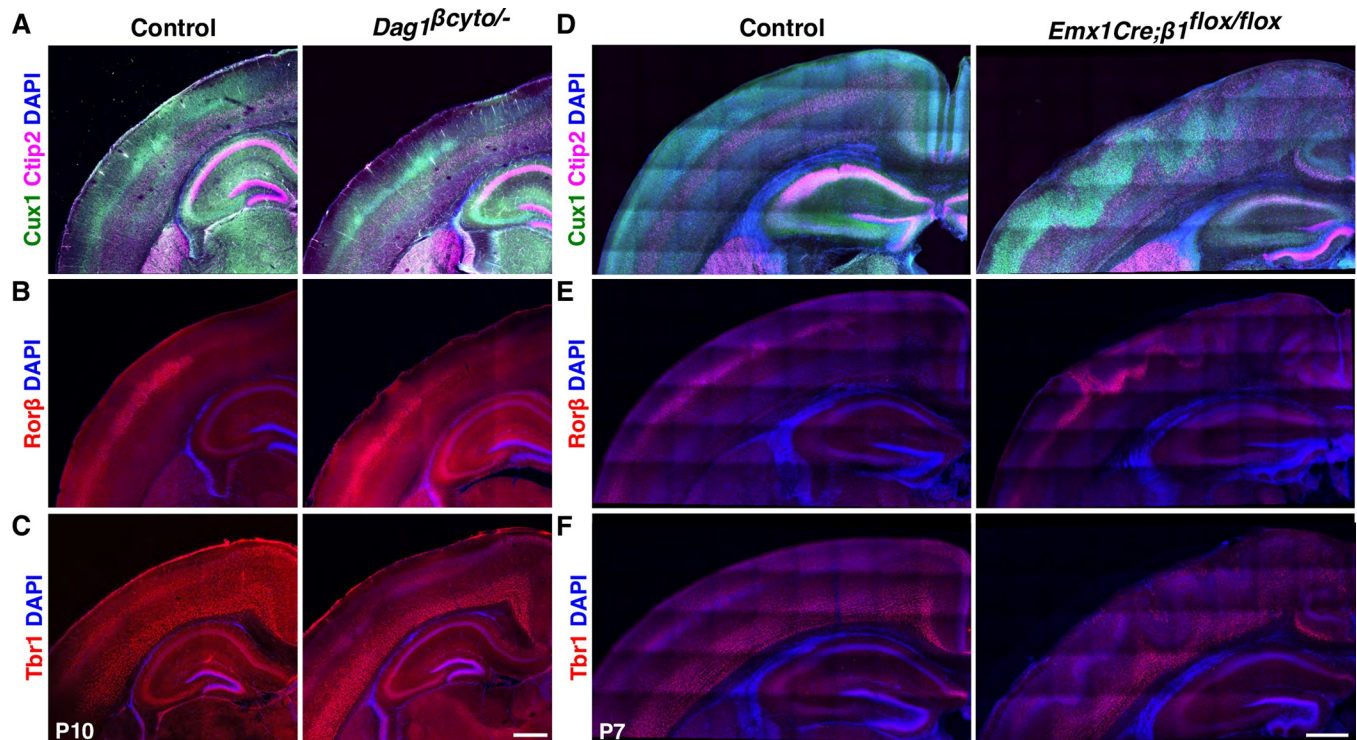 A Control Dag1βcyto/- D Control Emx1Cre;β1flox/flox
Cux1 Ctip2 DAPI
Cux1 Ctip2 DAPI
B
E
Rorβ DAPI
Rorβ DAPI
C
F
Tbr1 DAPI
Tbr1 DAPI
P10
P7